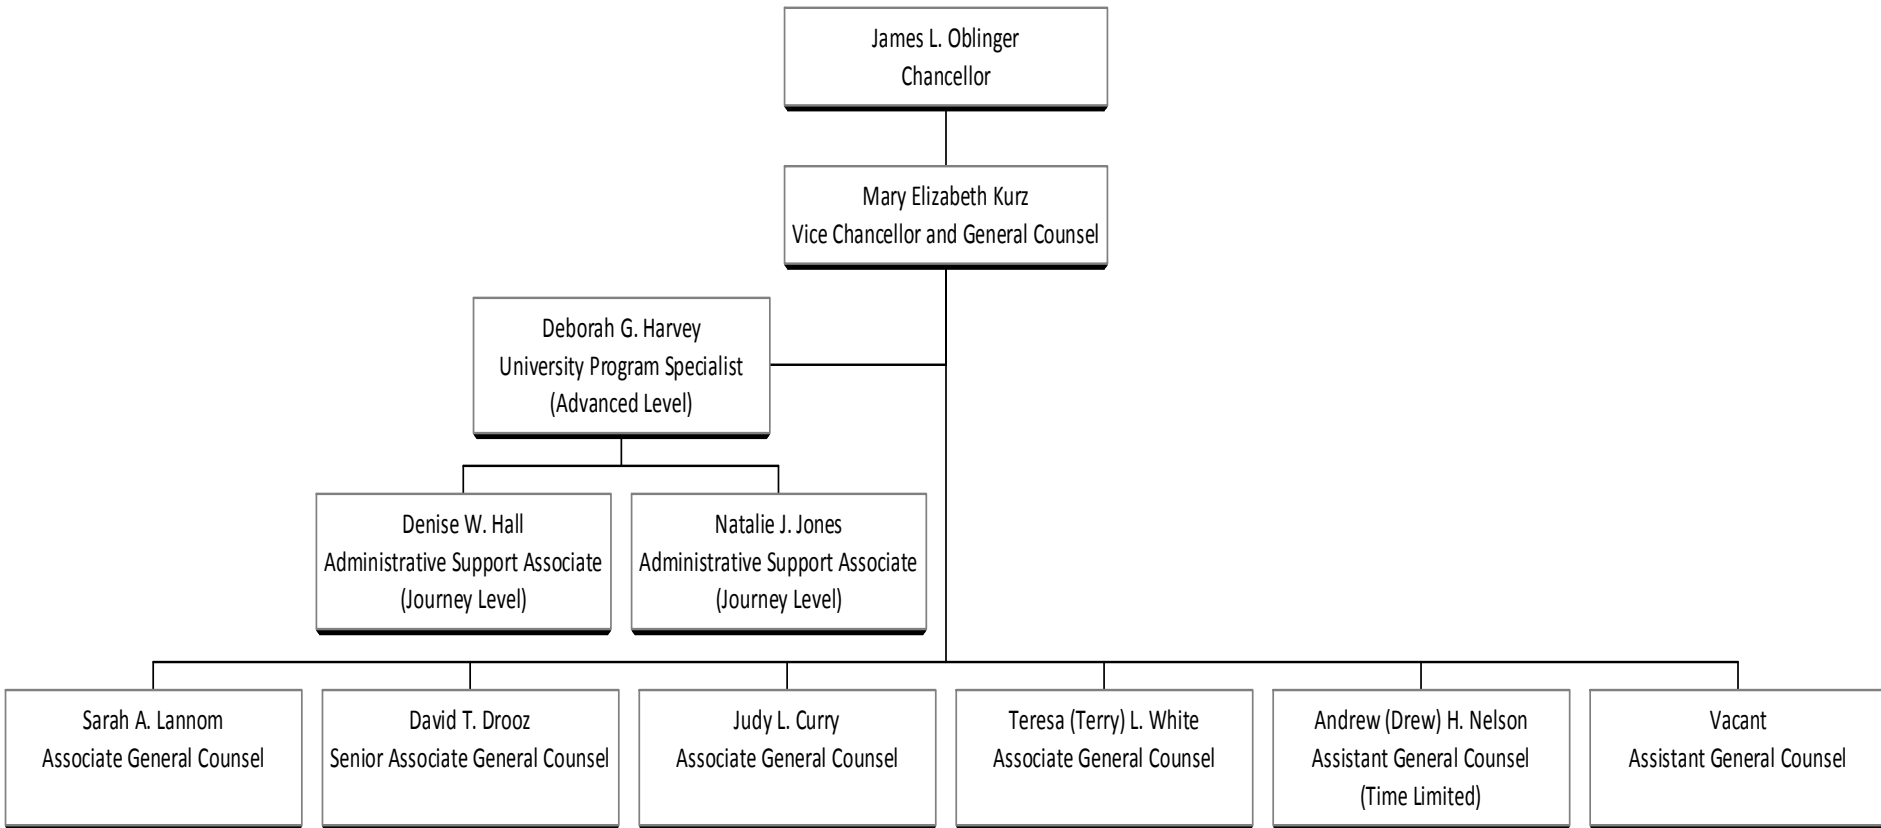 James L. Oblinger
Chancellor
Mary Elizabeth Kurz
Vice Chancellor and General Counsel
Deborah G. Harvey
University Program Specialist
(Advanced Level)
Denise W. Hall
Administrative Support Associate
(Journey Level)
Natalie J. Jones
Administrative Support Associate
(Journey Level)
Sarah A. Lannom
Associate General Counsel
David T. Drooz
Senior Associate General Counsel
Judy L. Curry
Associate General Counsel
Teresa (Terry) L. White
Associate General Counsel
Andrew (Drew) H. Nelson
Assistant General Counsel
(Time Limited)
Vacant
Assistant General Counsel